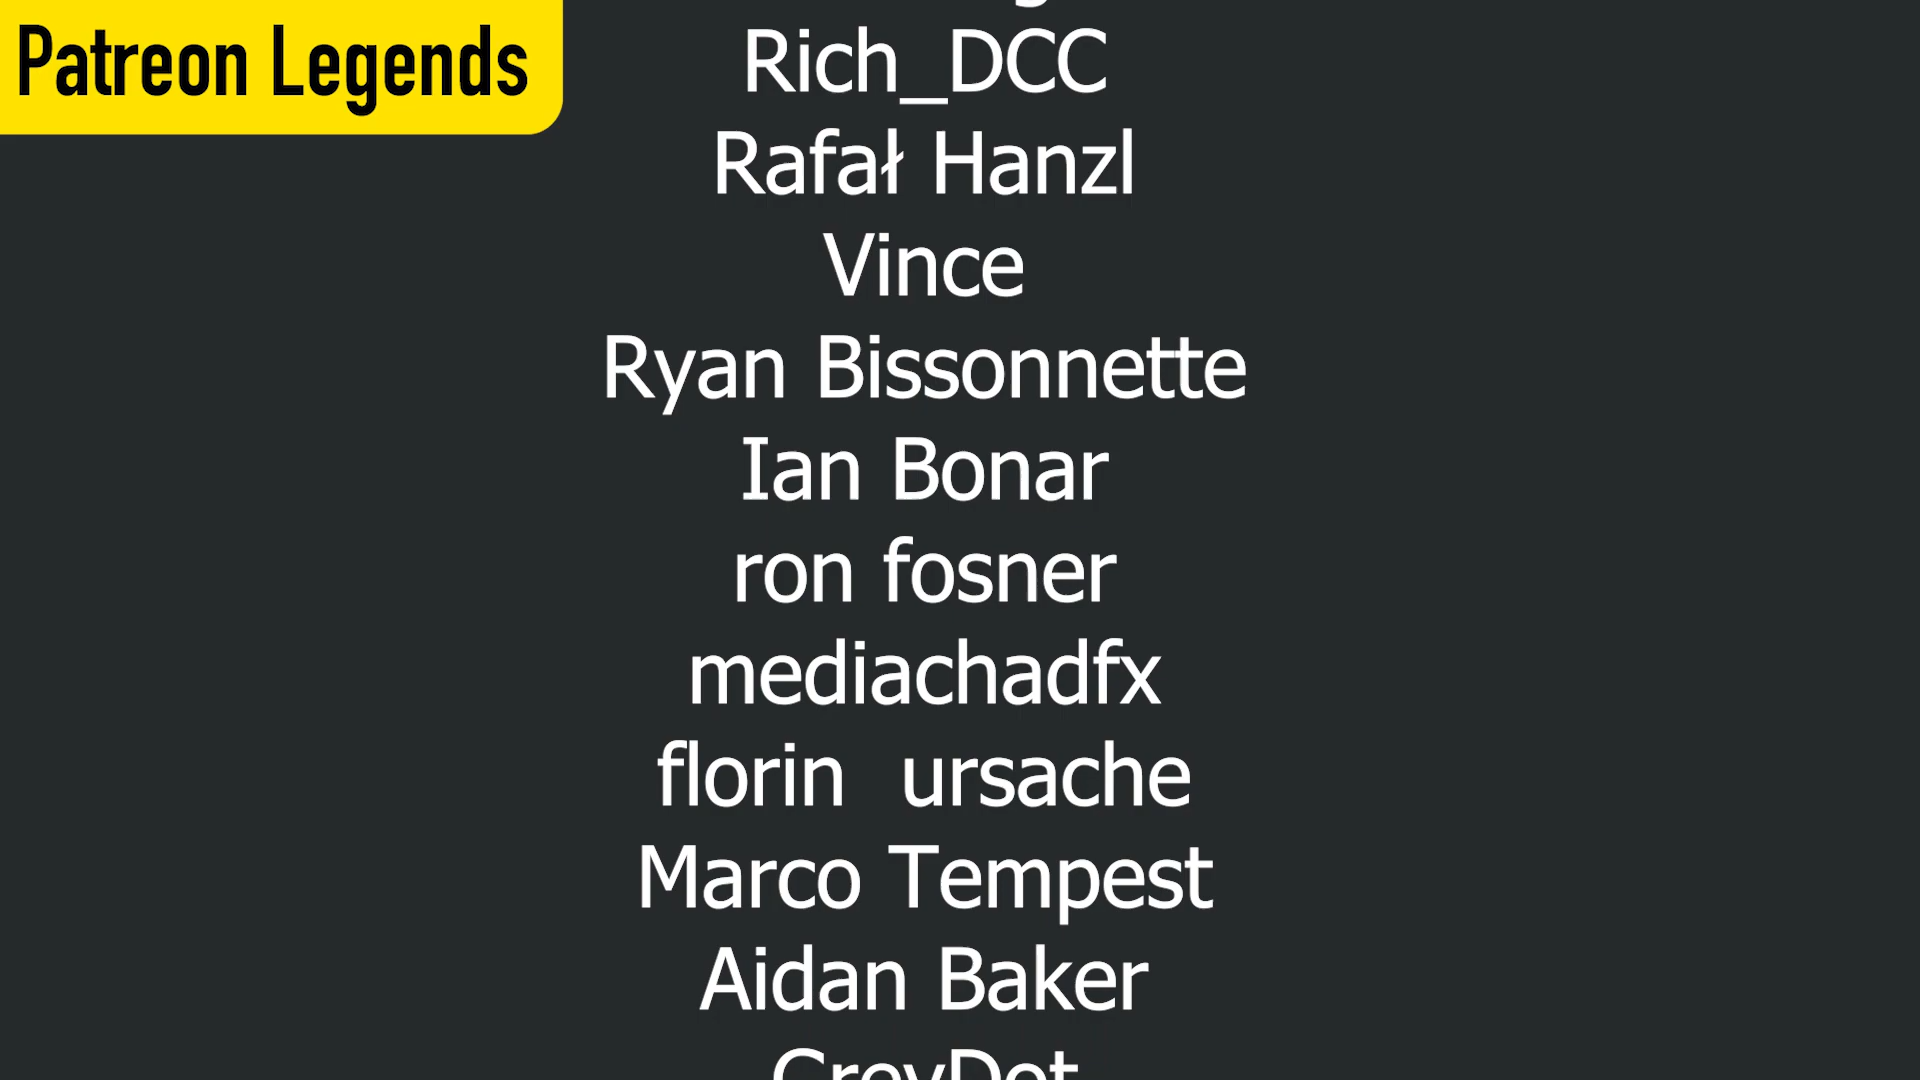 Patreon Legends
Rich_DCC
Rafał Hanzl
Vince
Ryan Bissonnette
Ian Bonar
ron fosner
mediachadfx
florin  ursache
Marco Tempest
Aidan Baker
GreyDot